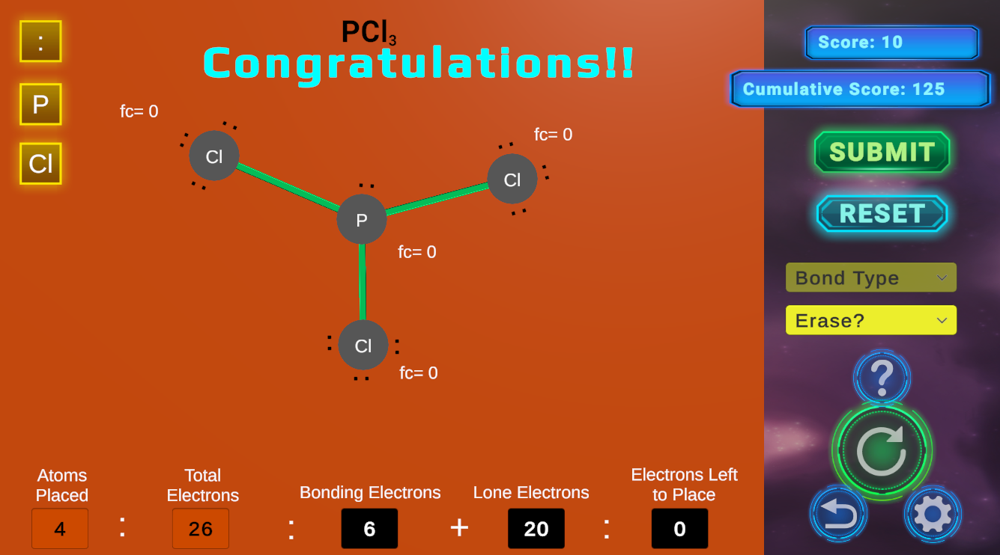 :
P
Cl
PCl₃
Congratulations!!
fc= 0
Cl
fc= 0
Cl
P
fc= 0
Cl
fc= 0
Atoms
Placed
4
:
Total
Electrons
26
:
Bonding Electrons
6
+
Lone Electrons
20
:
Electrons Left
to Place
0
Score: 10
Cumulative Score: 125
SUBMIT
RESET
Bond Type
Erase?
?